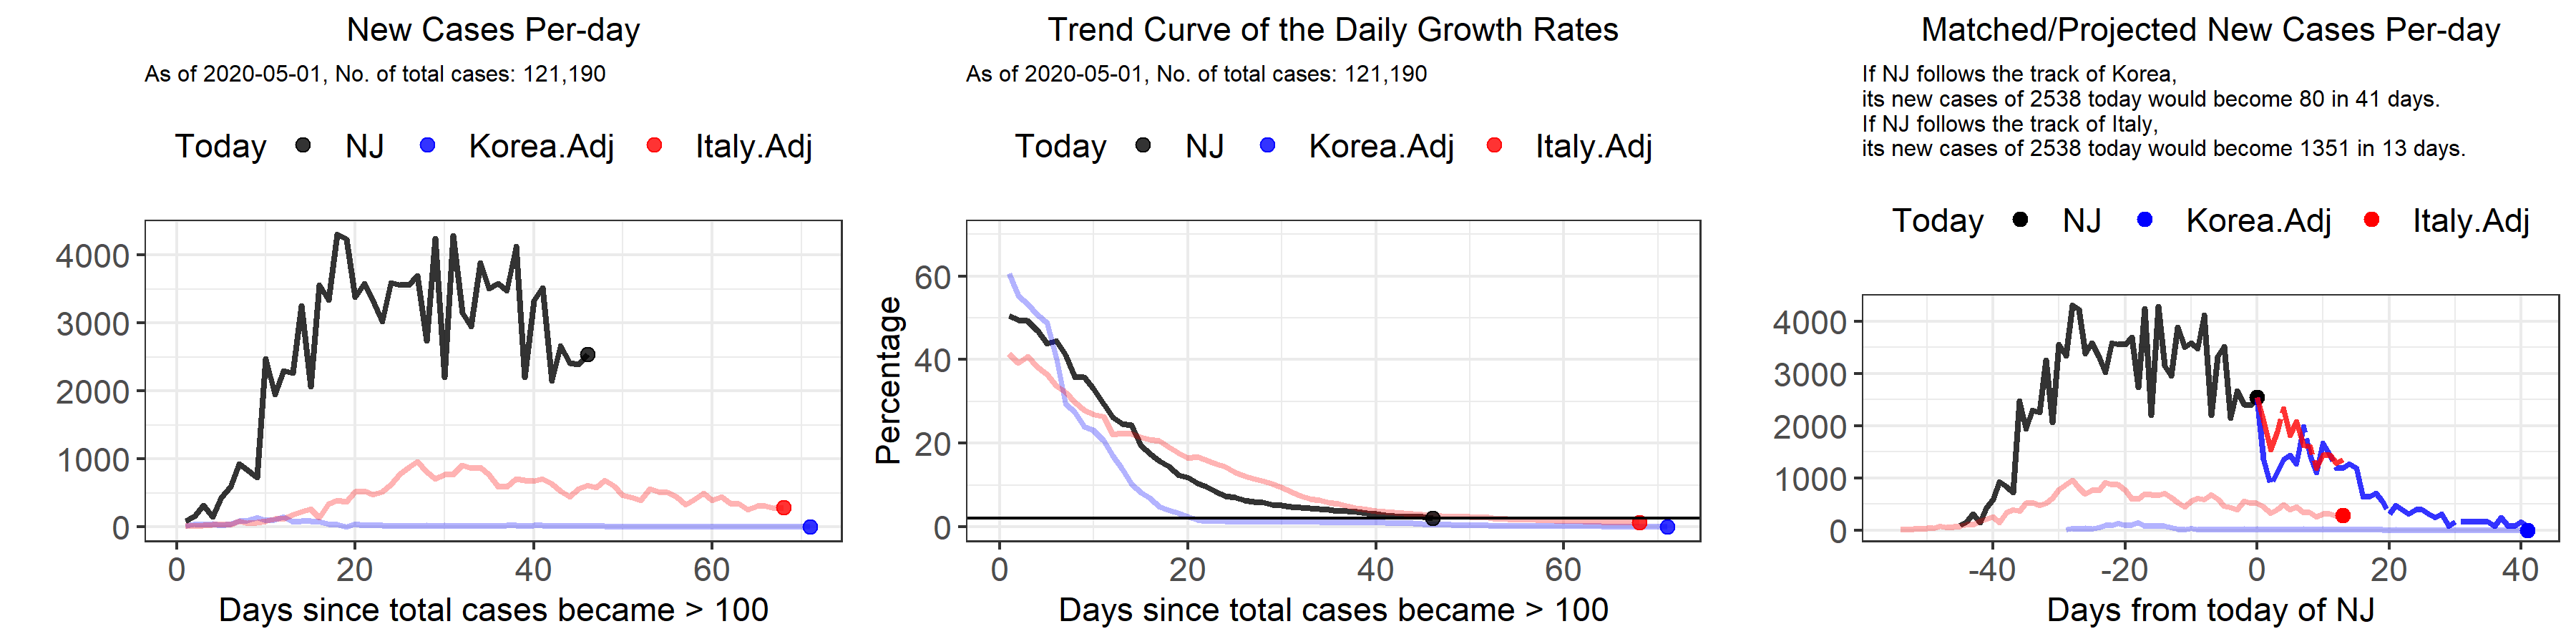 New Cases Per-day
As of 2020-05-01, No. of total cases: 121,190
Today NJ Korea.Adj Italy.Adj
4000
3000
2000
1000
0
0 20 40 60
Days since total cases became > 100
Trend Curve of the Daily Growth Rates
As of 2020-05-01, No. of total cases: 121,190
Today NJ Korea.Adj Italy.Adj
Percentage
60
40
20
0
0 20 40 60
Days since total cases became > 100
Matched/Projected New Cases Per-day
If NJ follows the track of Korea,
its new cases of 2538 today would become 80 in 41 days.
If NJ follows the track of Italy,
its new cases of 2538 today would become 1351 in 13 days.
Today NJ Korea.Adj Italy.Adj
4000
3000
2000
1000
0
-40 -20 0 20 40
Days from today of NJ